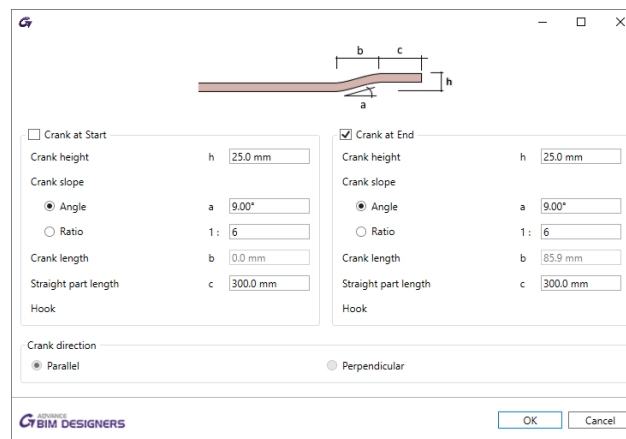 b c
h
a
Crank at Start
Crank height h 25.0 mm
Crank slope
Angle a 9.00°
Ratio 1 : 6
Crank length b 0.0 mm
Straight part length c 300.0 mm
Hook
Crank at End
Crank height h 25.0 mm
Crank slope
Angle a 9.00°
Ratio 1 : 6
Crank length b 85.9 mm
Straight part length c 300.0 mm
Hook
Crank direction
Parallel Perpendicular
ADVANCE
BIM DESIGNERS
OK Cancel